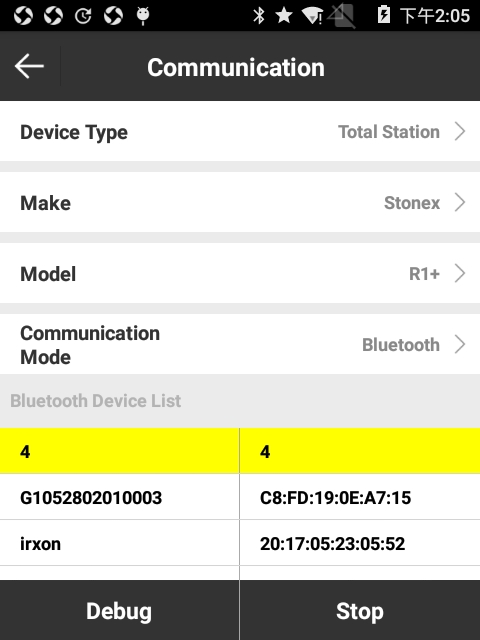 下午2:05
Communication
Device Type Total Station
Make Stonex
Model R1+
Communication
Mode
Bluetooth
Bluetooth Device List
4 4
G1052802010003 C8:FD:19:0E:A7:15
irxon 20:17:05:23:05:52
Debug Stop